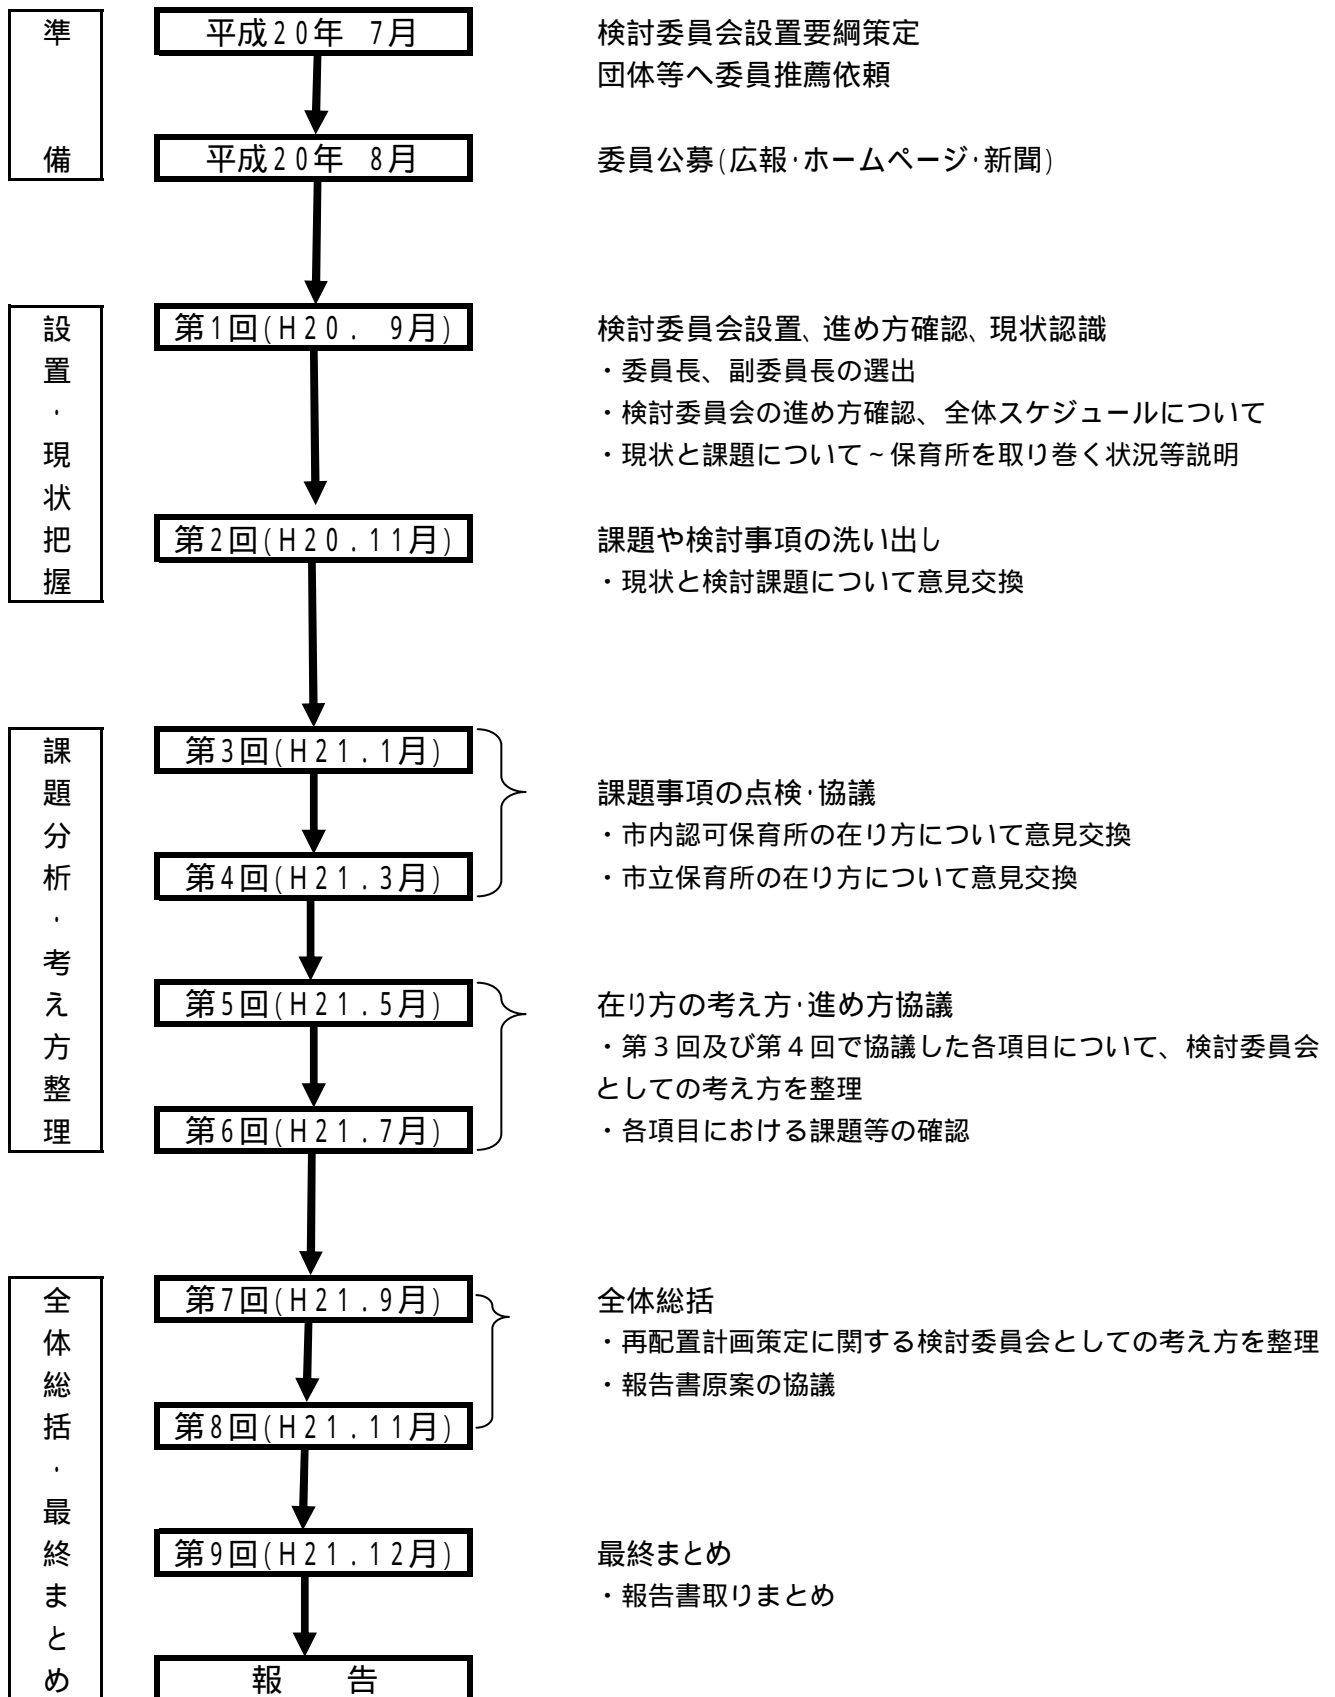 準備
平成20年 7月
検討委員会設置要綱策定
団体等へ委員推薦依頼
平成20年 8月
委員公募(広報・ホームページ・新聞)
設置・現状把握
第1回(H20. 9月)
検討委員会設置、進め方確認、現状認識
・委員長、副委員長の選出
・検討委員会の進め方確認、全体スケジュールについて
・現状と課題について~保育所を取り巻く状況等説明
第2回(H20.11月)
課題や検討事項の洗い出し
・現状と検討課題について意見交換
課題分析・考え方整理
第3回(H21.1月)
課題事項の点検・協議
・市内認可保育所の在り方について意見交換
第4回(H21.3月)
・市立保育所の在り方について意見交換
第5回(H21.5月)
在り方の考え方・進め方協議
・第3回及び第4回で協議した各項目について、検討委員会
としての考え方を整理
第6回(H21.7月)
・各項目における課題等の確認
全体総括・最終まとめ
第7回(H21.9月)
全体総括
・再配置計画策定に関する検討委員会としての考え方を整理
・報告書原案の協議
第8回(H21.11月)
第9回(H21.12月)
最終まとめ
・報告書取りまとめ
報 告